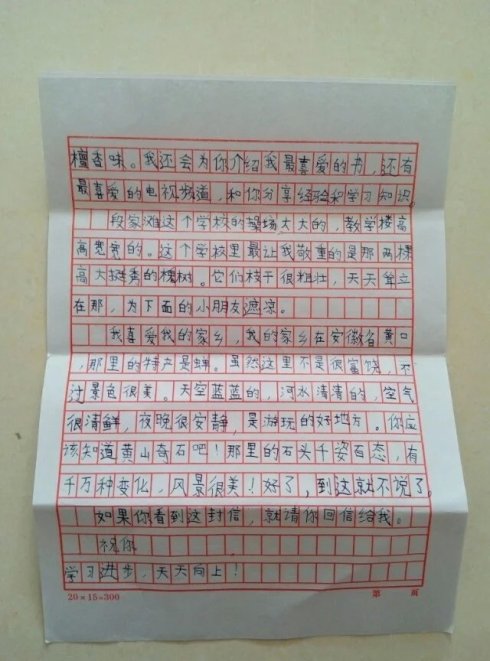 檀香味。我还会为你介绍我最喜爱的书，还有
最喜爱的电视频道，和你分享经验和学习知识。
段家滩这个学校的操场大大的，教学楼高
高宽宽的。这个学校里最让我敬重的是那两棵
高大挺秀的槐树。它们枝干很粗壮，天天耸立
在那，为下面的小朋友遮凉。
我喜爱我的家乡，我的家乡在安徽省黄口
，那里的特产是蝉。虽然这里不是很富饶，不
过景色很美。天空蓝蓝的，河水清清的，空气
很清鲜，夜晚很安静，是游玩的好地方。你应
该知道黄山奇石吧！那里的石头千姿百态，有
千万种变化，风景很美！好了，到这就不说了。
如果你看到这封信，就请你回信给我。
祝你
学习进步，天天向上！
20×15=300 第 页